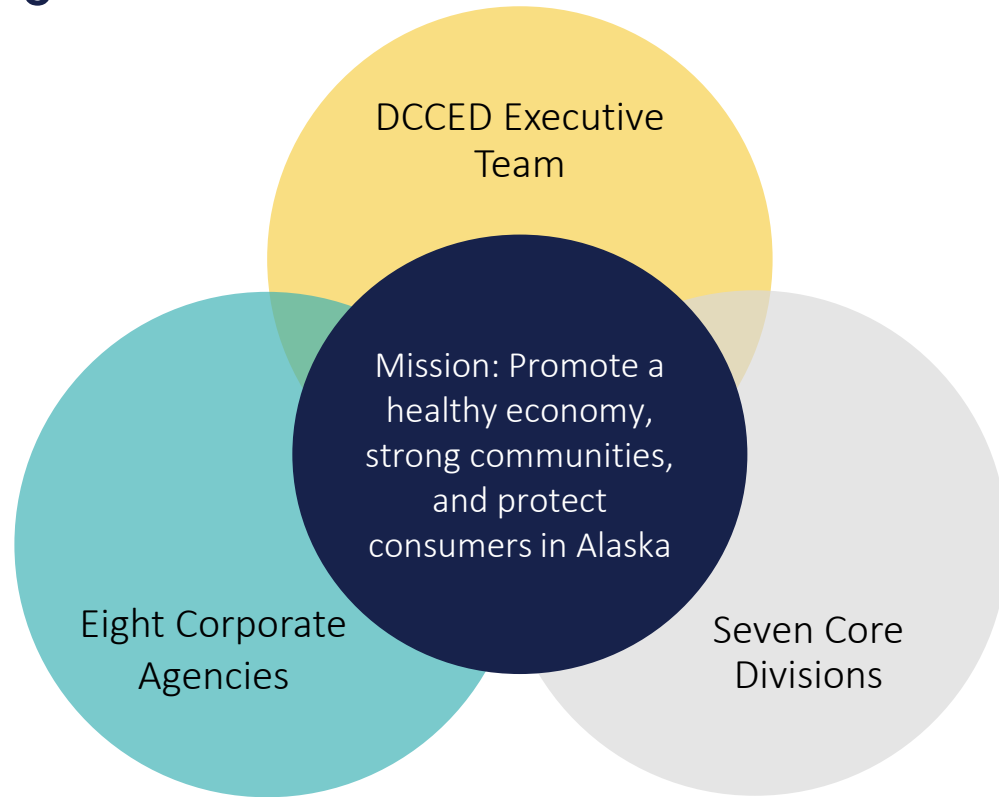 DCCED Executive
Team
Mission: Promote a
healthy economy,
strong communities,
and protect
consumers in Alaska
Eight Corporate
Agencies
Seven Core
Divisions